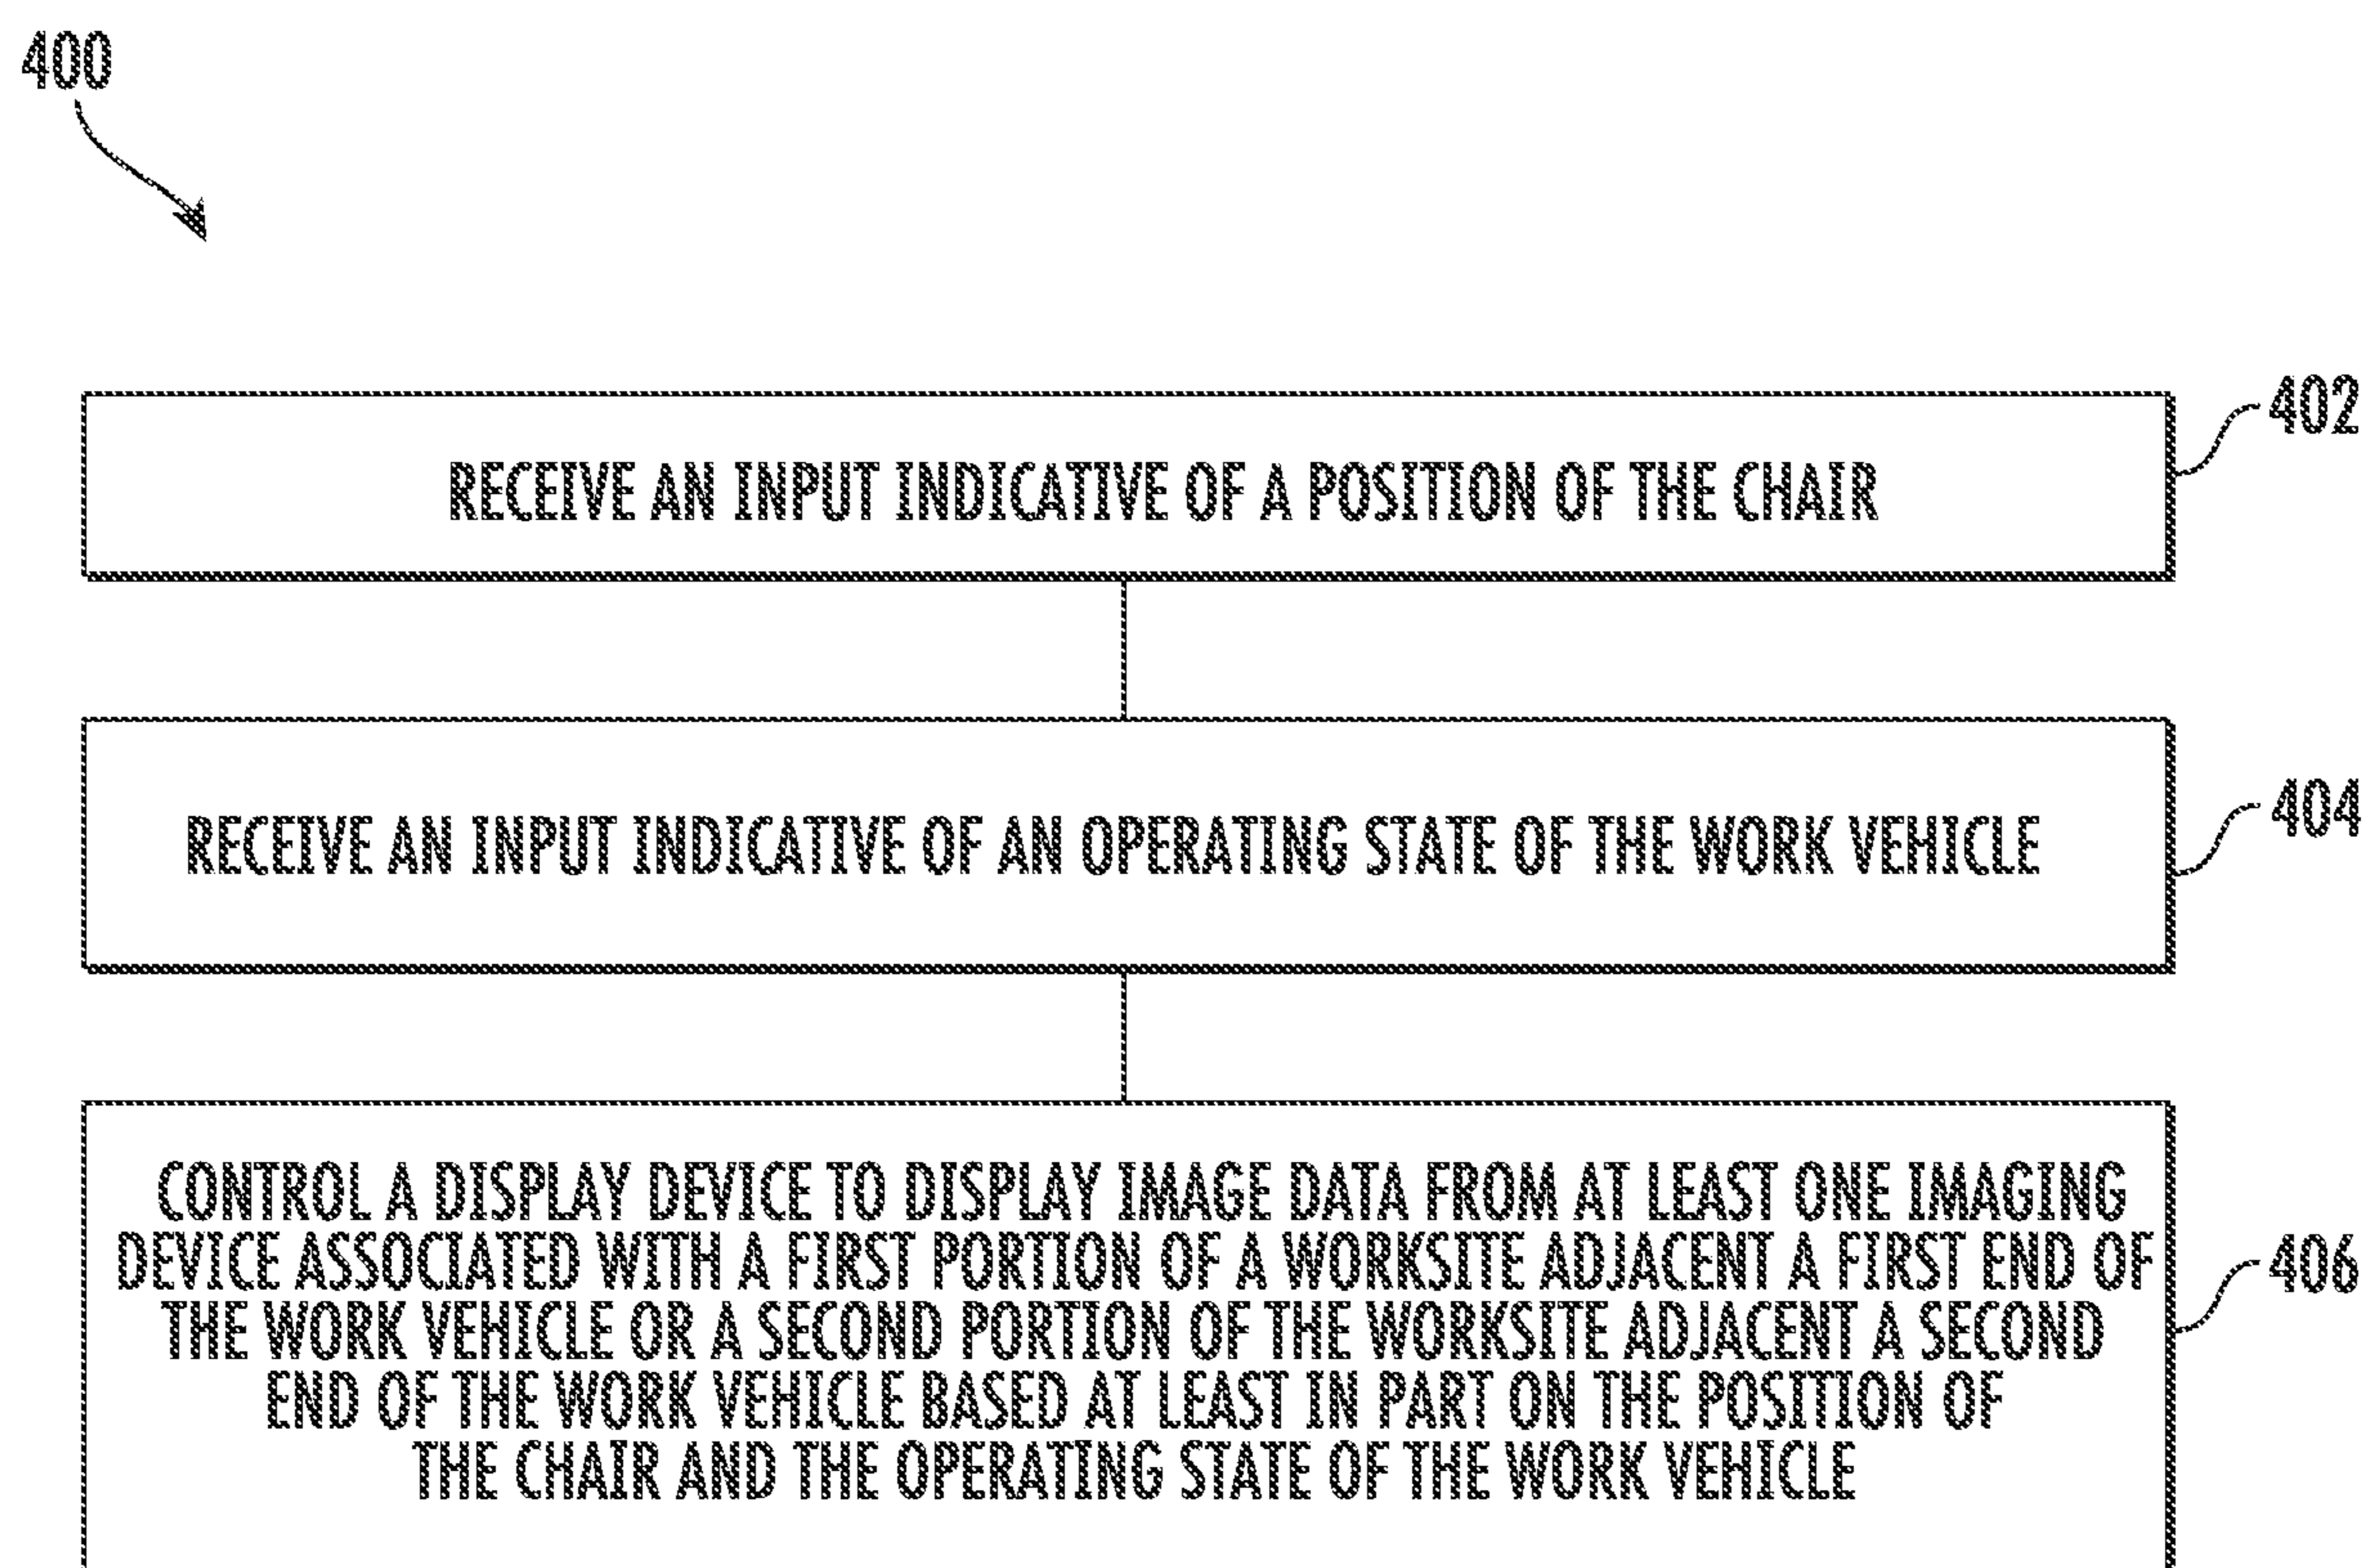 400
402
RECEIVE AN INPUT INDICATIVE OF A POSITION OF THE CHAIR
RECEIVE AN INPUT INDICATIVE OF AN OPERATING STATE OF THE WORK VEHICLE
404
CONTROL A DISPLAY DEVICE TO DISPLAY IMAGE DATA FROM AT LEAST ONE IMAGING
DEVICE ASSOCIATED WITH A FIRST PORTION OF A WORKSITE ADJACENT A FIRST END OF
THE WORK VEHICLE OR A SECOND PORTION OF THE WORKSITE ADJACENT A SECOND
END OF THE WORK VEHICLE BASED AT LEAST IN PART ON THE POSITION OF
THE CHAIR AND THE OPERATING STATE OF THE WORK VEHICLE
406